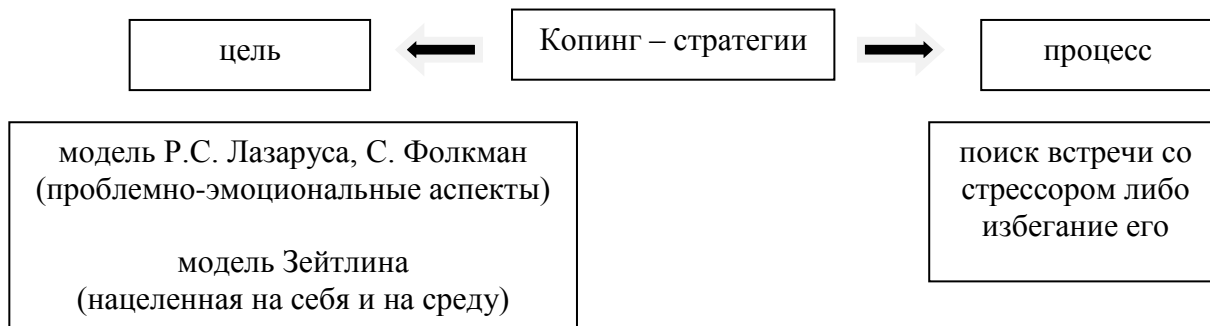 цель
Копинг – стратегии
процесс
модель Р.С. Лазаруса, С. Фолкман
(проблемно-эмоциональные аспекты)
модель Зейтлина
(нацеленная на себя и на среду)
поиск встречи со
стрессором либо
избегание его